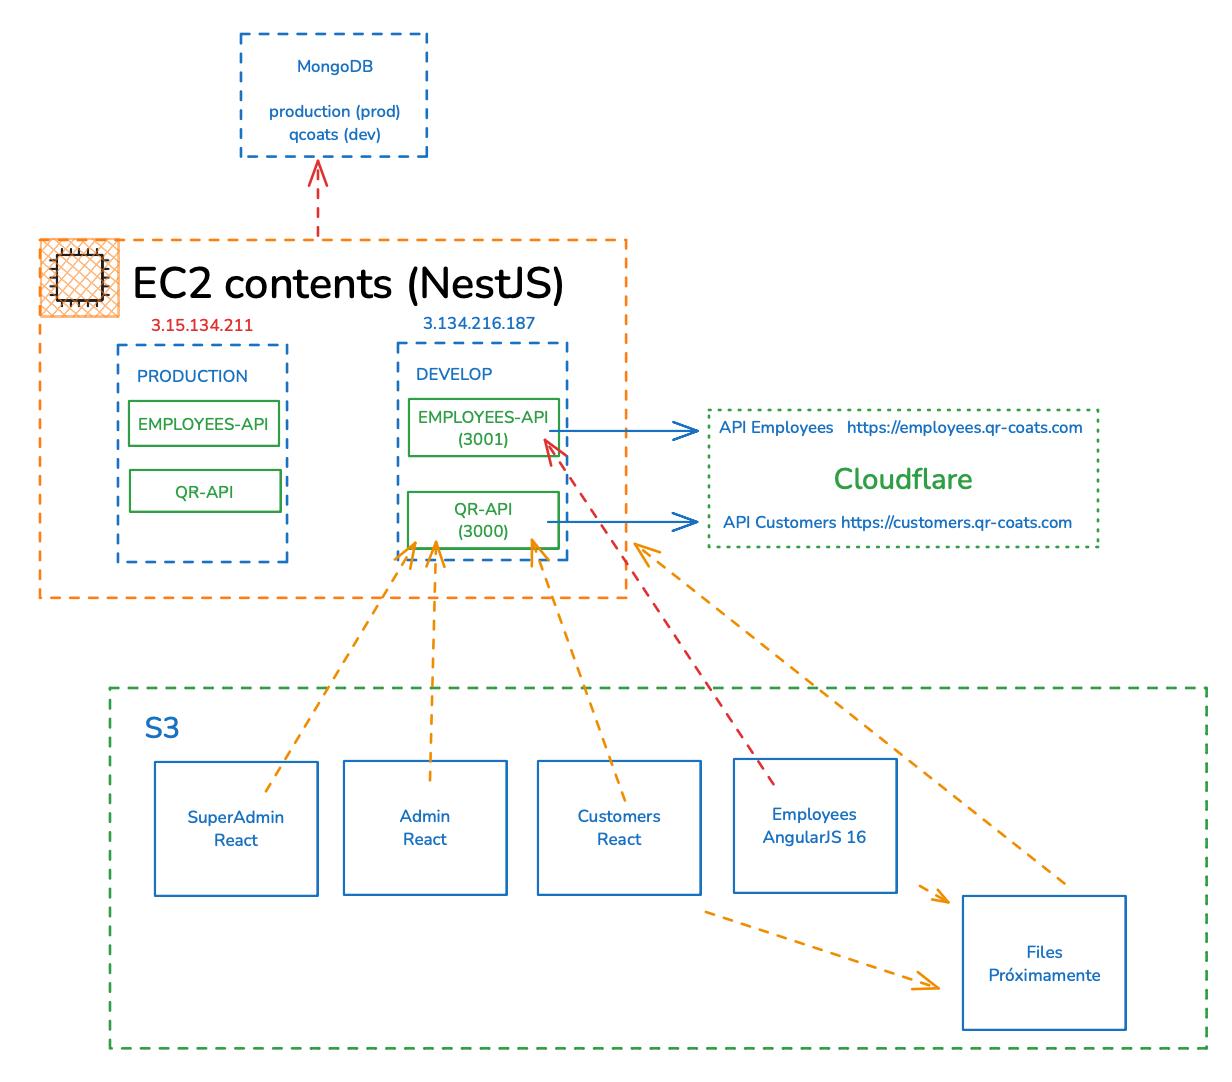 MongoDB
production (prod)
qcoats (dev)
EC2 contents (NestJS)
3.15.134.211
3.134.216.187
PRODUCTION
EMPLOYEES-API
QR-API
DEVELOP
EMPLOYEES-API
(3001)
QR-API
(3000)
API Employees https://employees.qr-coats.com
Cloudflare
API Customers https://customers.qr-coats.com
S3
SuperAdmin
React
Admin
React
Customers
React
Employees
AngularJS 16
Files
Próximamente